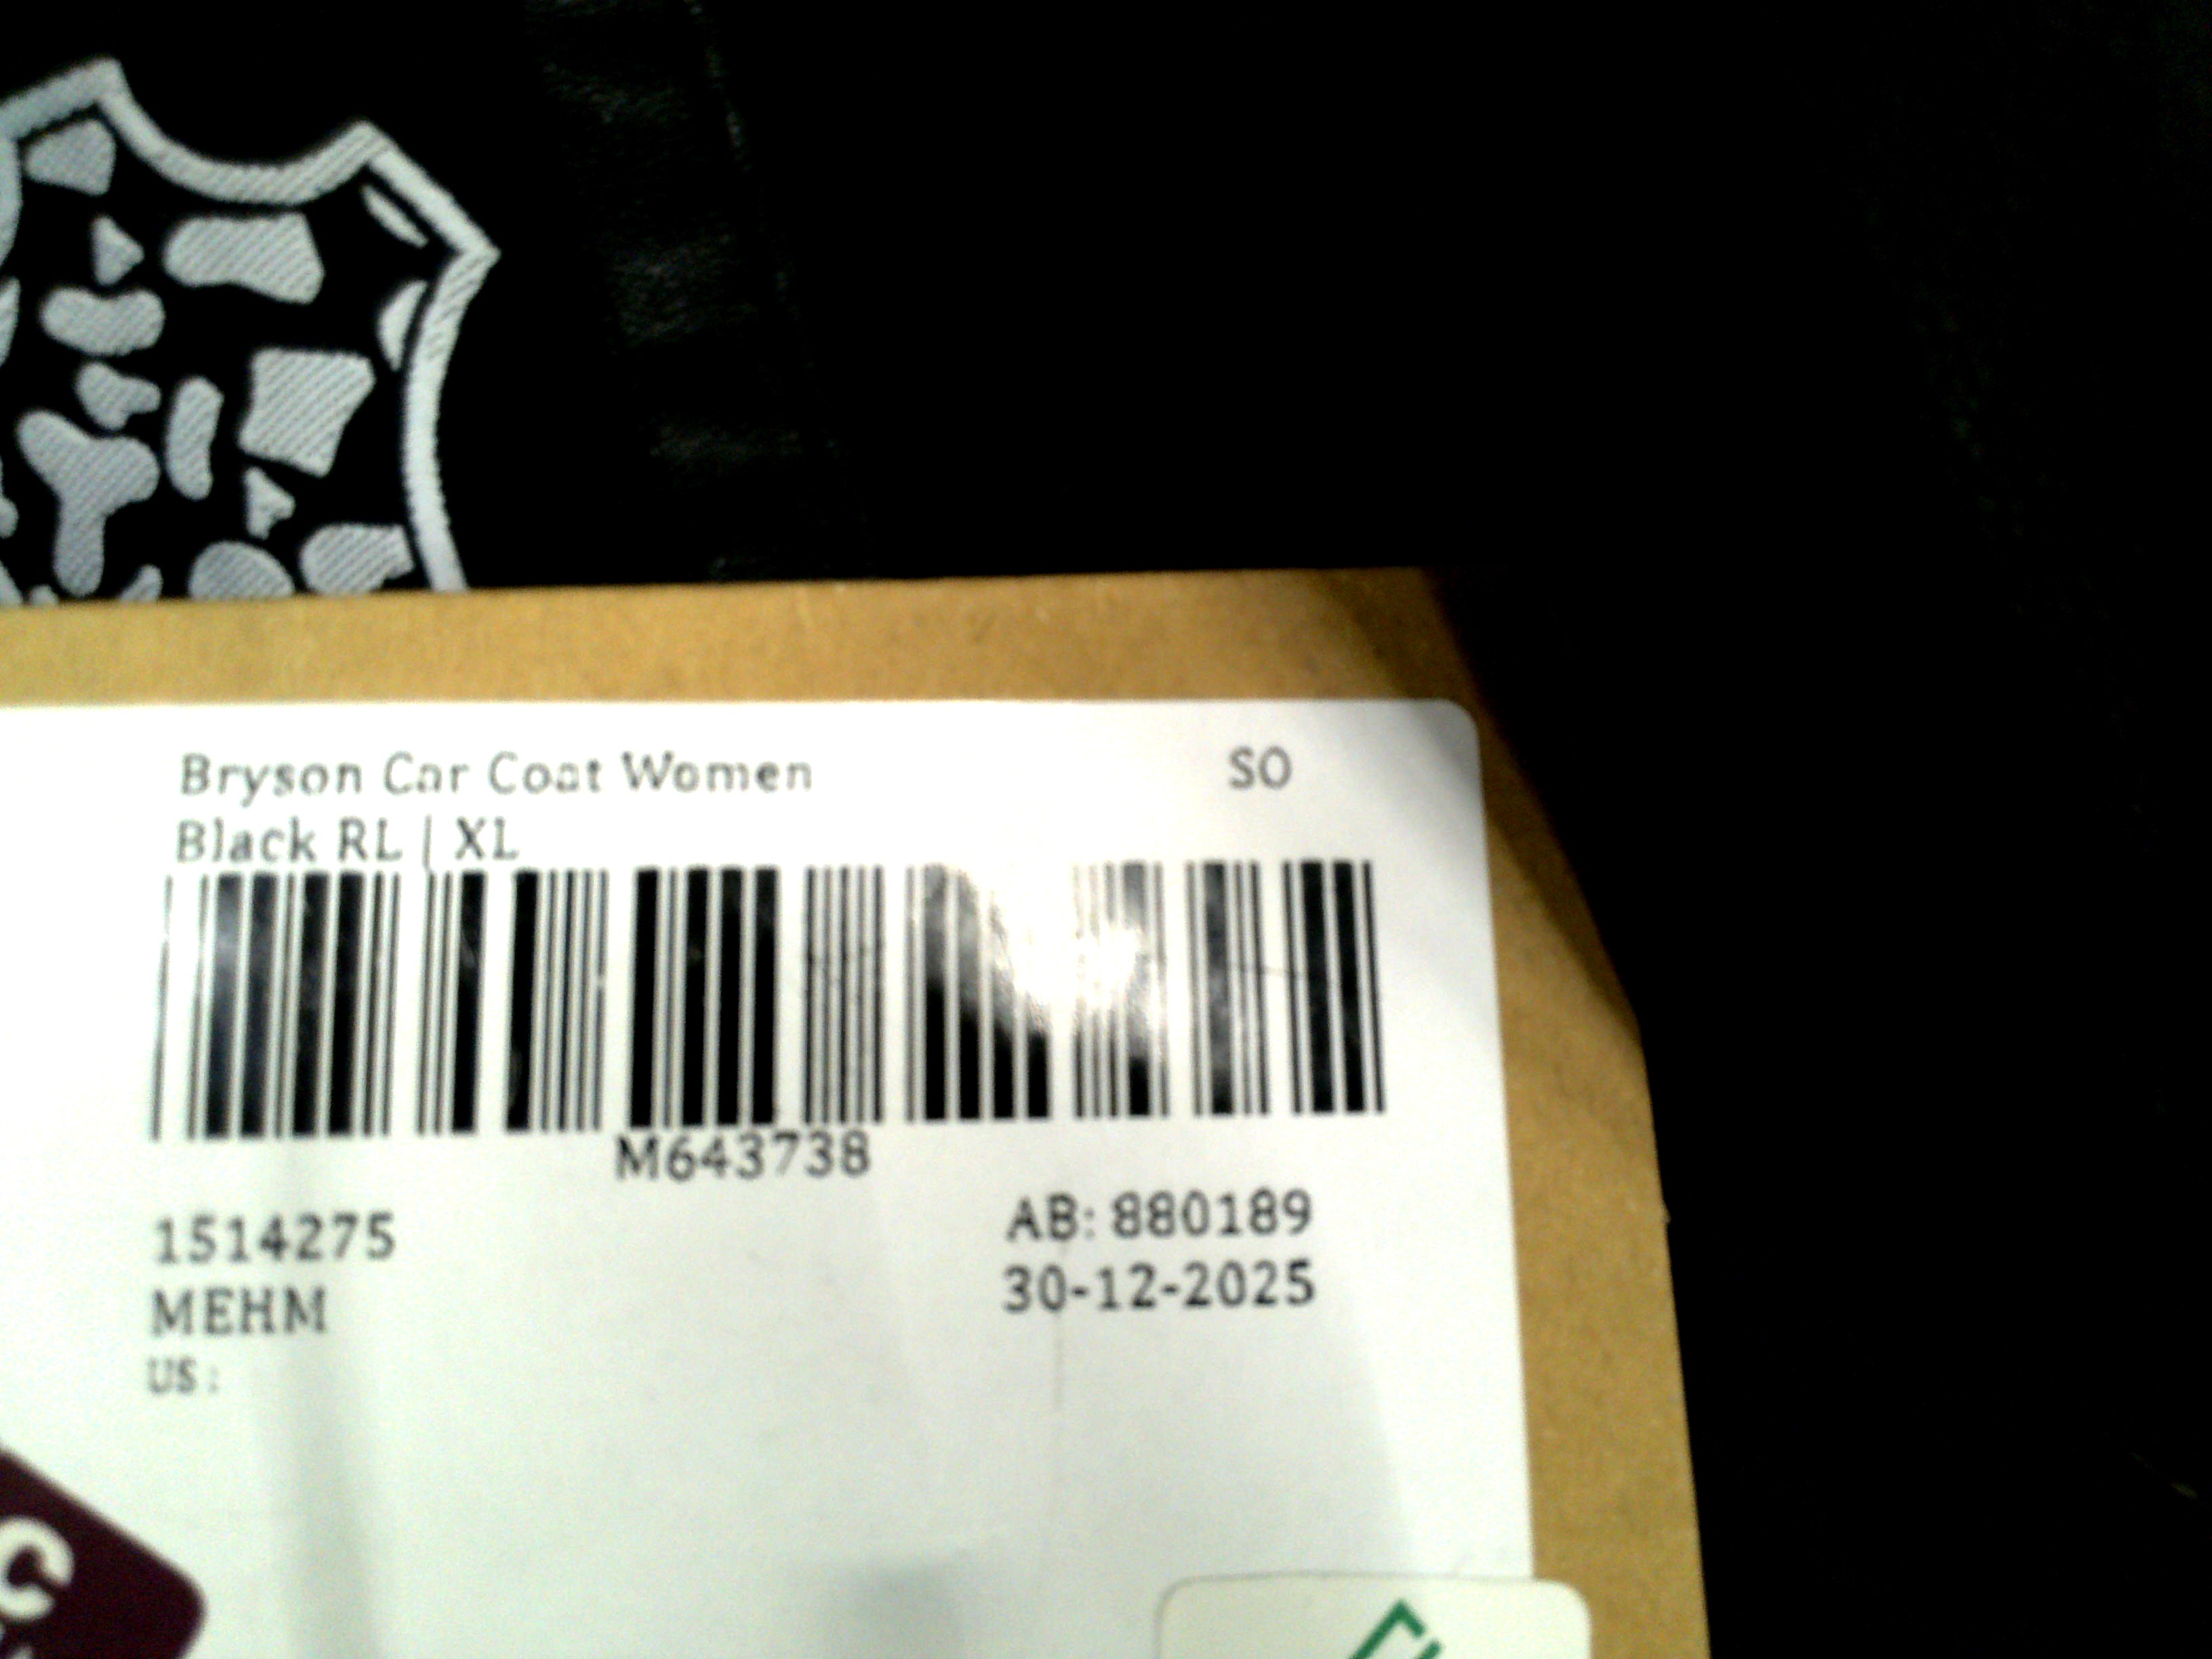 Bryson Car Coat Women
SO
Black RL | XL
M643738
1514275
AB: 880189
MEHM
30-12-2025
US:
C